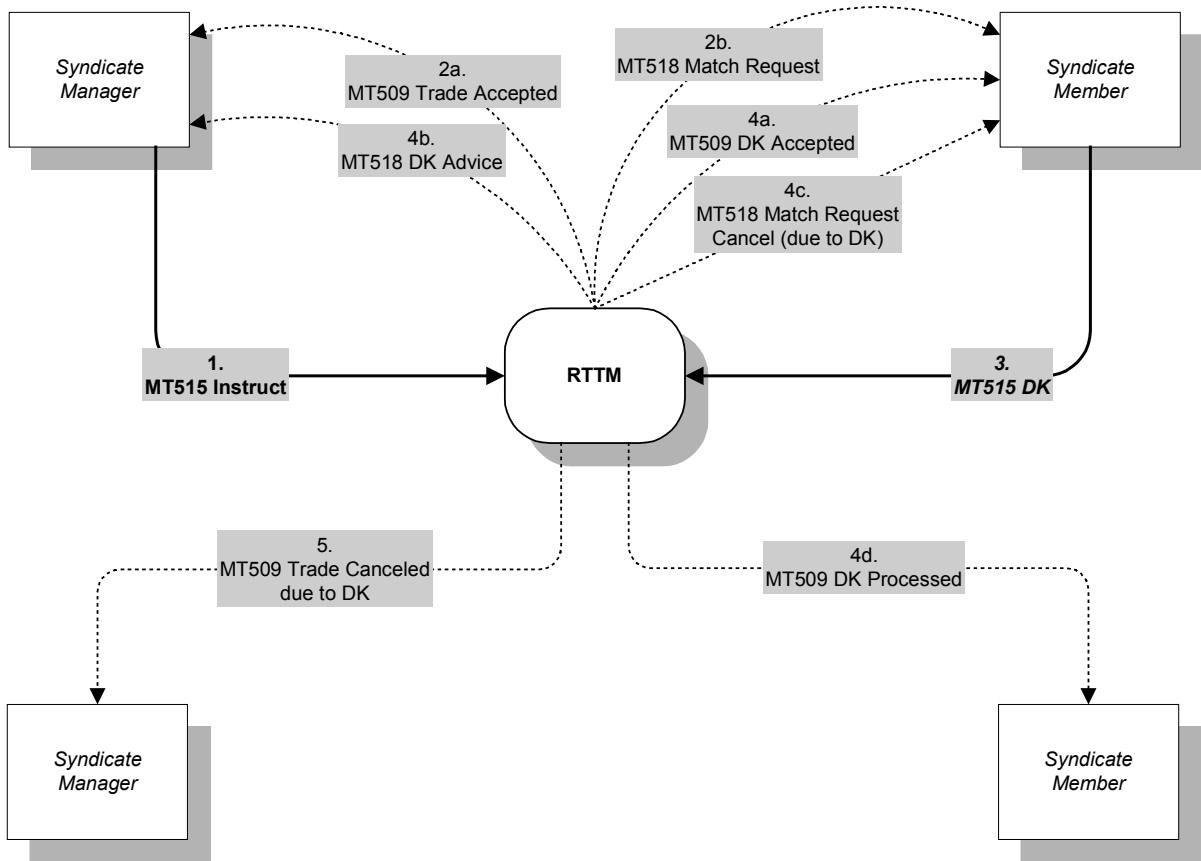 Syndicate
Manager
2a.
MT509 Trade Accepted
4b.
MT518 DK Advice
2b.
MT518 Match Request
4a.
MT509 DK Accepted
4c.
MT518 Match Request
Cancel (due to DK)
Syndicate
Member
1.
MT515 Instruct
RTTM
3.
MT515 DK
5.
MT509 Trade Canceled
due to DK
4d.
MT509 DK Processed
Syndicate
Manager
Syndicate
Member